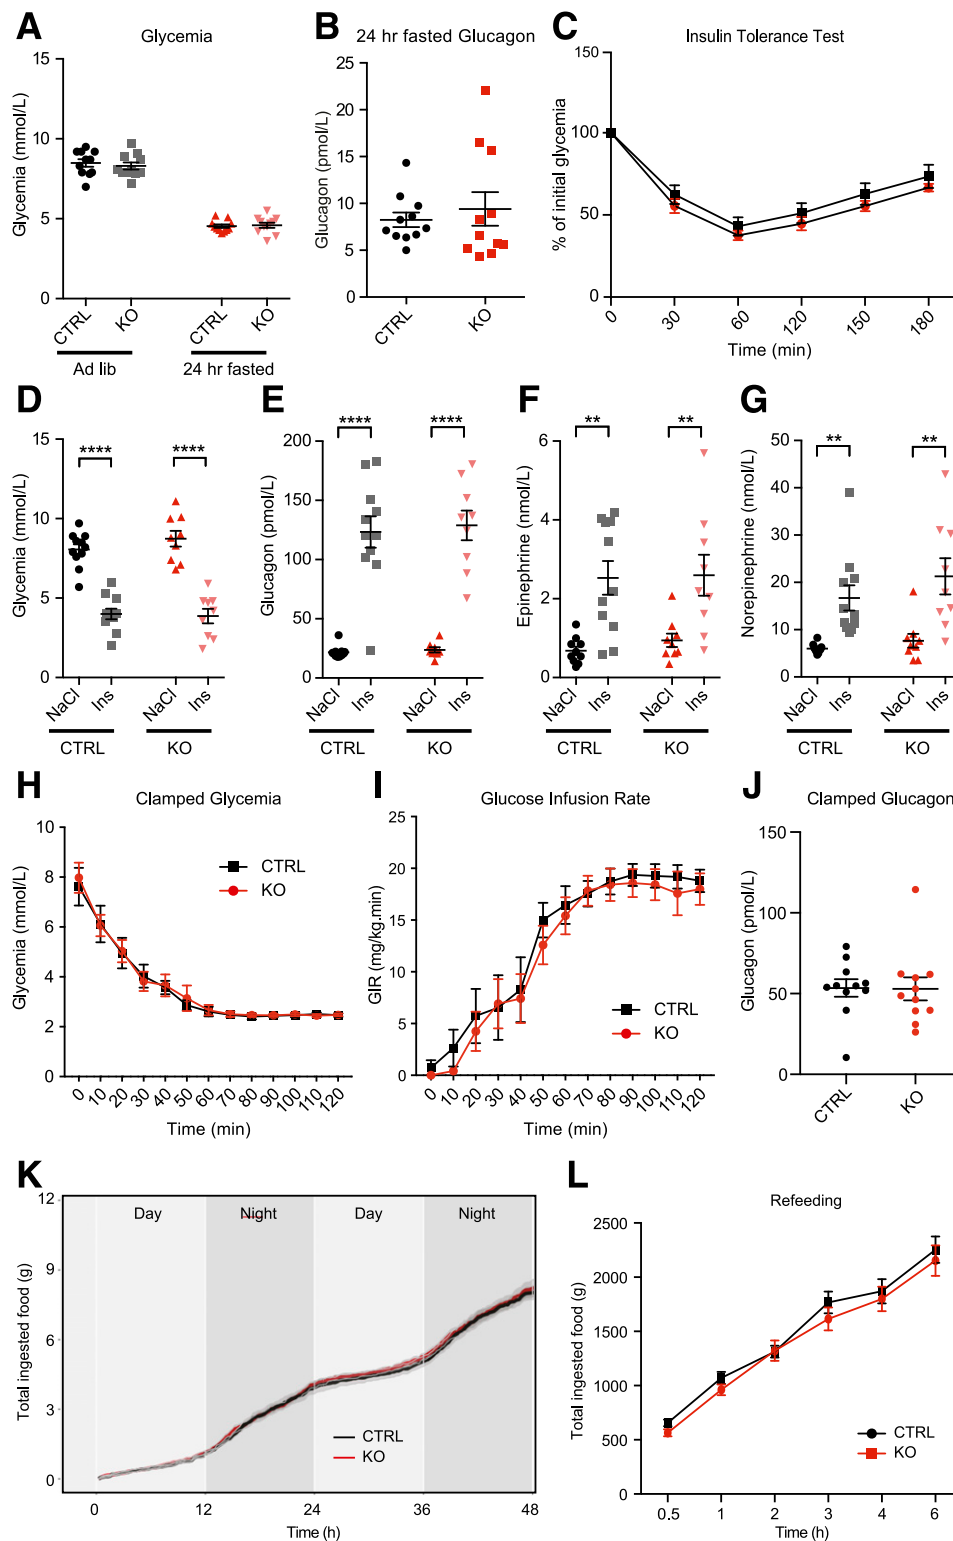 A
Glycemia
Glycemia (mmol/L)
15
10
5
0
CTRL
KO
CTRL
KO
Ad lib
24 hr fasted
B
24 hr fasted Glucagon
Glucagon (pmol/L)
25
20
15
10
5
0
CTRL
KO
C
Insulin Tolerance Test
% of initial glycemia
100
50
0
0
30
60
120
150
180
Time (min)
D
Glycemia (mmol/L)
15
10
5
0
****
****
NaCl
Ins
NaCl
Ins
CTRL
KO
E
Glucagon (pmol/L)
200
150
100
50
0
****
****
NaCl
Ins
NaCl
Ins
CTRL
KO
F
Epinephrine (nmol/L)
6
4
2
0
**
**
NaCl
Ins
NaCl
Ins
CTRL
KO
G
Norepinephrine (nmol/L)
50
40
30
20
10
0
**
**
NaCl
Ins
NaCl
Ins
CTRL
KO
H
Clamped Glycemia
Glycemia (mmol/L)
8
6
4
2
0
CTRL
KO
0
10
20
30
40
50
60
70
80
90
100
110
120
Time (min)
I
Glucose Infusion Rate
GIR (mg/kg.min)
25
20
15
10
5
0
CTRL
KO
0
10
20
30
40
50
60
70
80
90
100
110
120
Time (min)
J
Clamped Glucagon
Glucagon (pmol/L)
150
100
50
0
CTRL
KO
K
Total ingested food (g)
12
9
6
3
0
Day
Night
Day
Night
CTRL
KO
0
12
24
36
48
Time (h)
L
Refeeding
Total ingested food (g)
2500
2000
1500
1000
500
0
CTRL
KO
0.5
1
2
3
4
6
Time (h)